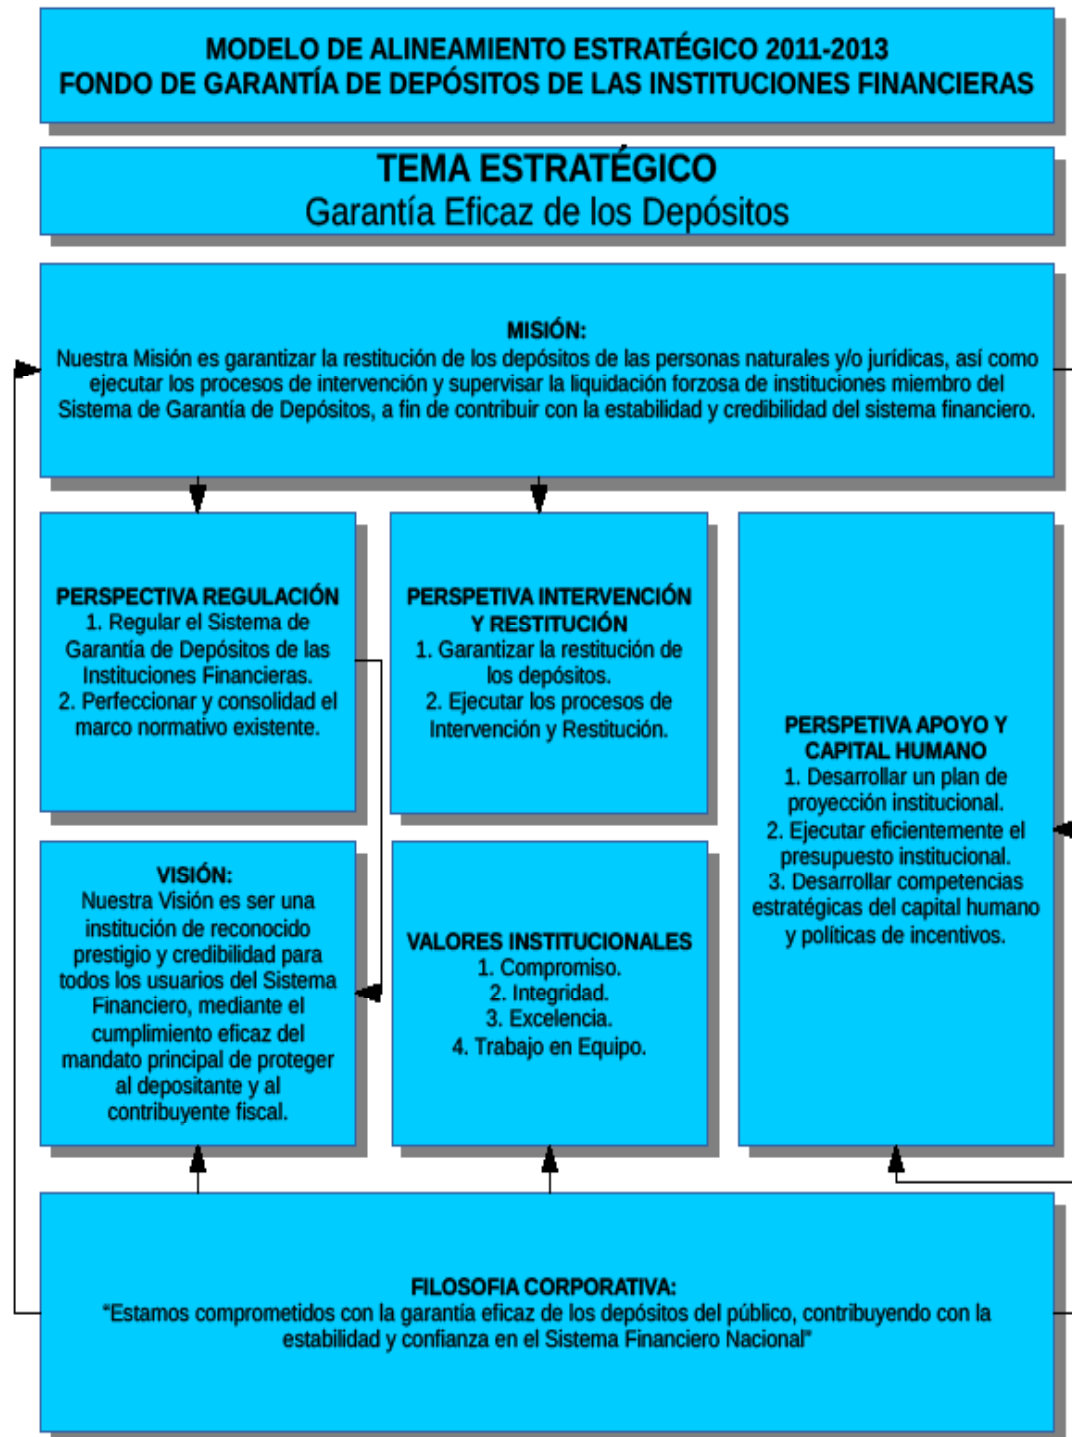 MODELO DE ALINEAMIENTO ESTRATÉGICO 2011-2013
FONDO DE GARANTÍA DE DEPÓSITOS DE LAS INSTITUCIONES FINANCIERAS
TEMA ESTRATÉGICO
Garantía Eficaz de los Depósitos
MISIÓN:
Nuestra Misión es garantizar la restitución de los depósitos de las personas naturales y/o jurídicas, así como
ejecutar los procesos de intervención y supervisar la liquidación forzosa de instituciones miembro del
Sistema de Garantía de Depósitos, a fin de contribuir con la estabilidad y credibilidad del sistema financiero.
PERSPECTIVA REGULACIÓN
1. Regular el Sistema de
Garantía de Depósitos de las
Instituciones Financieras.
2. Perfeccionar y consolidad el
marco normativo existente.
PERSPETIVA INTERVENCIÓN
Y RESTITUCIÓN
1. Garantizar la restitución de
los depósitos.
2. Ejecutar los procesos de
Intervención y Restitución.
PERSPETIVA APOYO Y
CAPITAL HUMANO
1. Desarrollar un plan de
proyección institucional.
2. Ejecutar eficientemente el
presupuesto institucional.
3. Desarrollar competencias
estratégicas del capital humano
y políticas de incentivos.
VISIÓN:
Nuestra Visión es ser una
institución de reconocido
prestigio y credibilidad para
todos los usuarios del Sistema
Financiero, mediante el
cumplimiento eficaz del
mandato principal de proteger
al depositante y al
contribuyente fiscal.
VALORES INSTITUCIONALES
1. Compromiso.
2. Integridad.
3. Excelencia.
4. Trabajo en Equipo.
FILOSOFIA CORPORATIVA:
“Estamos comprometidos con la garantía eficaz de los depósitos del público, contribuyendo con la
estabilidad y confianza en el Sistema Financiero Nacional”